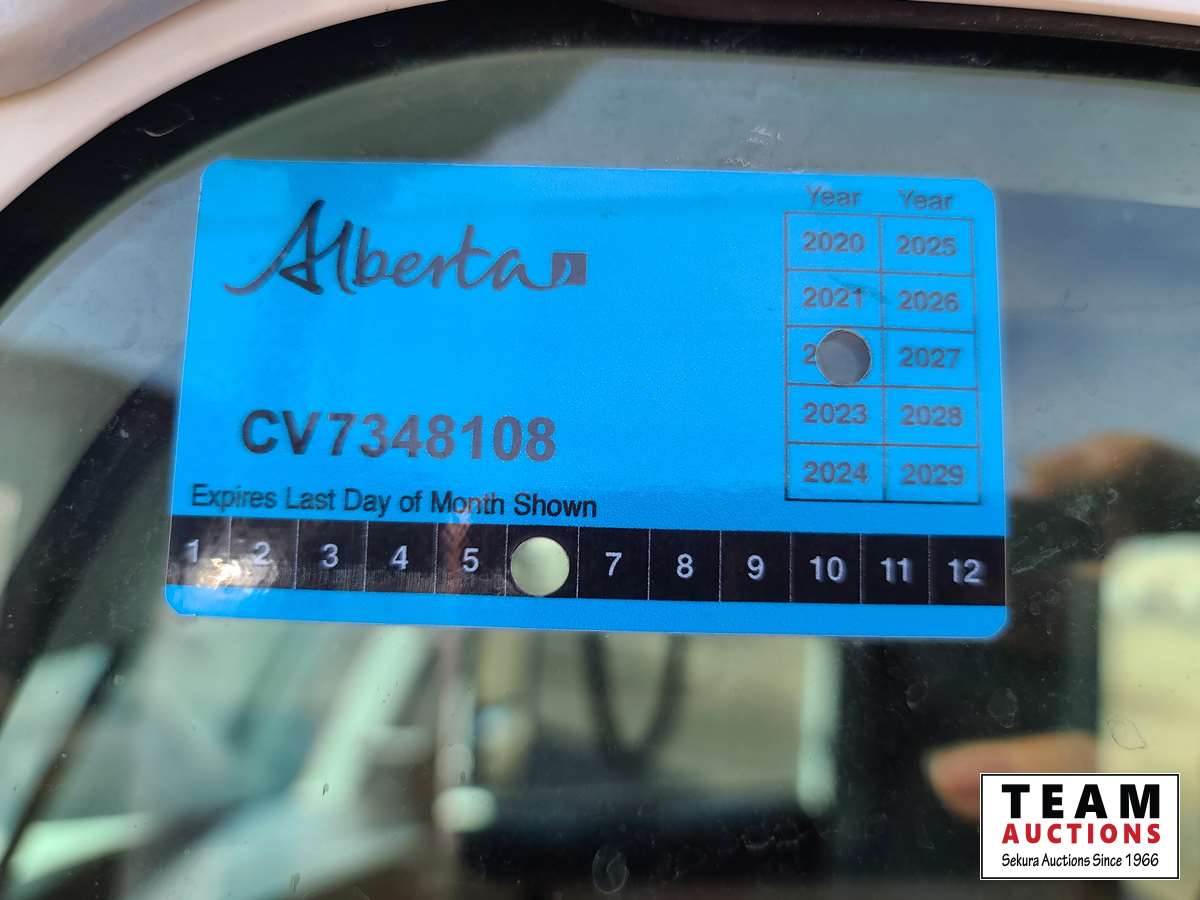 Alberta
Year Year
2020 2025
2021 2026
2027
CV7348108
2023 2028
2024 2029
Expires Last Day of Month Shown
1 2 3 4 5 7 8 9 10 11 12
TEAM
AUCTIONS
Sekura Auctions Since 1966